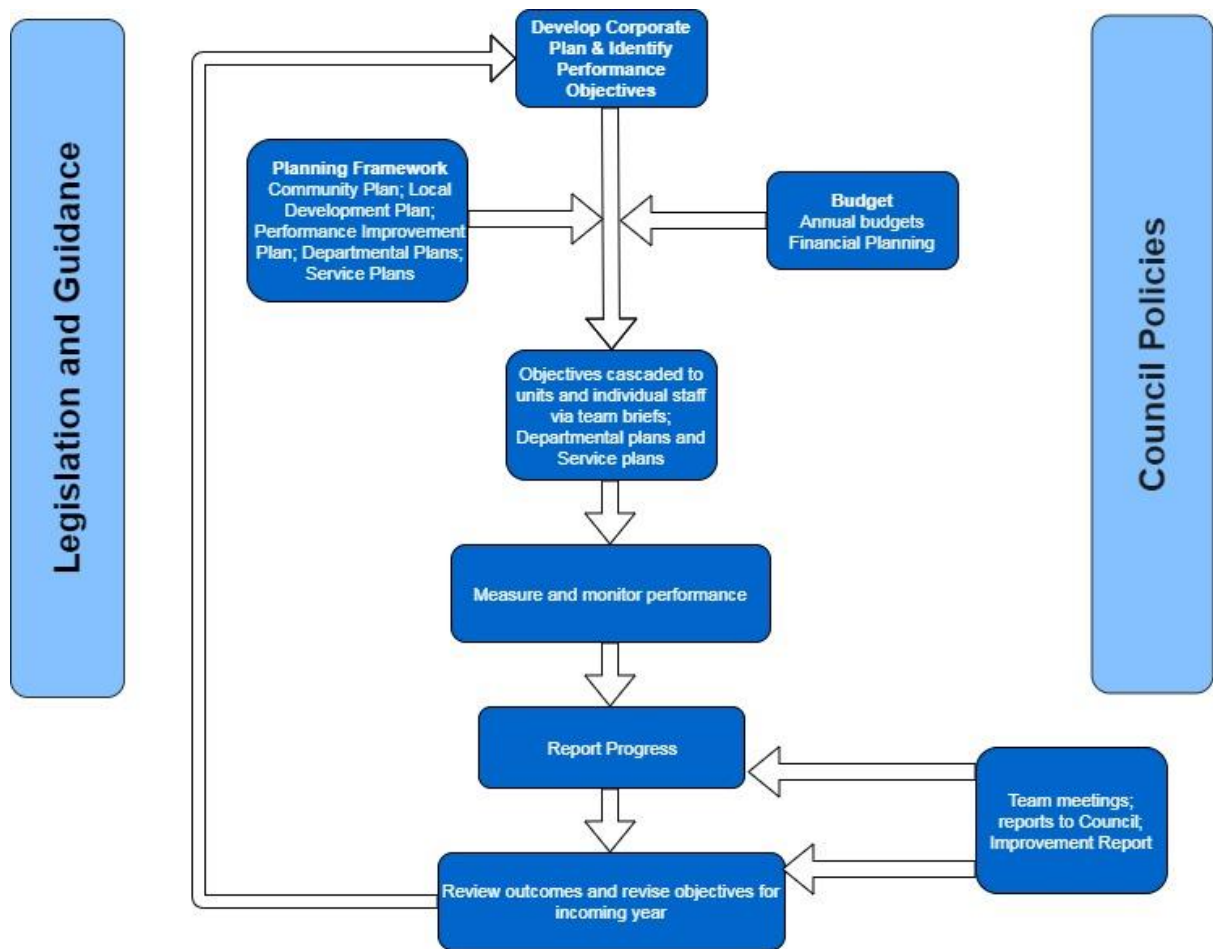 Legislation and Guidance
Develop Corporate
Plan & Identify
Performance
Objectives
Planning Framework
Community Plan; Local
Development Plan;
Performance Improvement
Plan; Departmental Plans;
Service Plans
Budget
Annual budgets
Financial Planning
Objectives cascaded to
units and individual staff
via team briefs;
Departmental plans and
Service plans
Measure and monitor performance
Report Progress
Team meetings;
reports to Council;
Improvement Report
Review outcomes and revise objectives for
incoming year
Council Policies